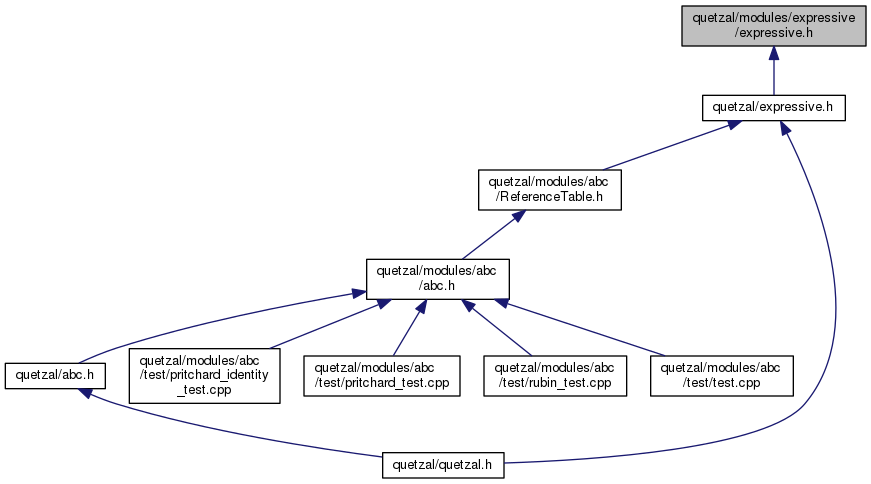 quetzal/modules/expressive
/expressive.h
quetzal/expressive.h
quetzal/modules/abc
/ReferenceTable.h
quetzal/modules/abc
/abc.h
quetzal/abc.h
quetzal/modules/abc
/test/pritchard_identity
_test.cpp
quetzal/modules/abc
/test/pritchard_test.cpp
quetzal/modules/abc
/test/rubin_test.cpp
quetzal/modules/abc
/test/test.cpp
quetzal/quetzal.h